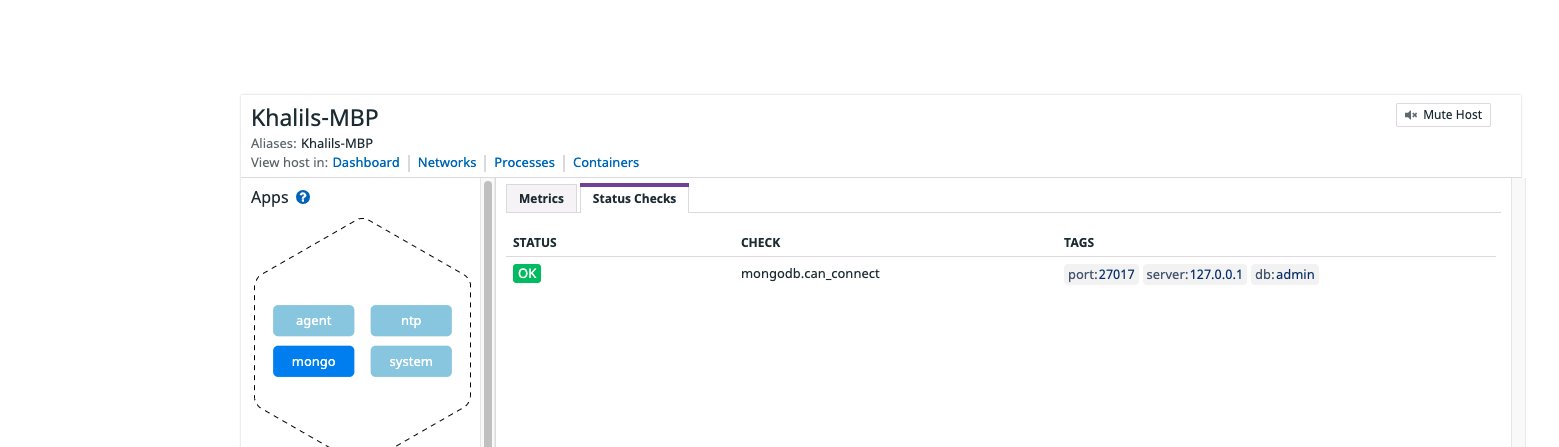 Khalils-MBP
Mute Host
Aliases: Khalils-MBP
View host in: Dashboard Networks Processes Containers
Apps ?
Metrics Status Checks
STATUS CHECK TAGS
OK mongodb.can_connect port:27017 server:127.0.0.1 db:admin
agent ntp
mongo system